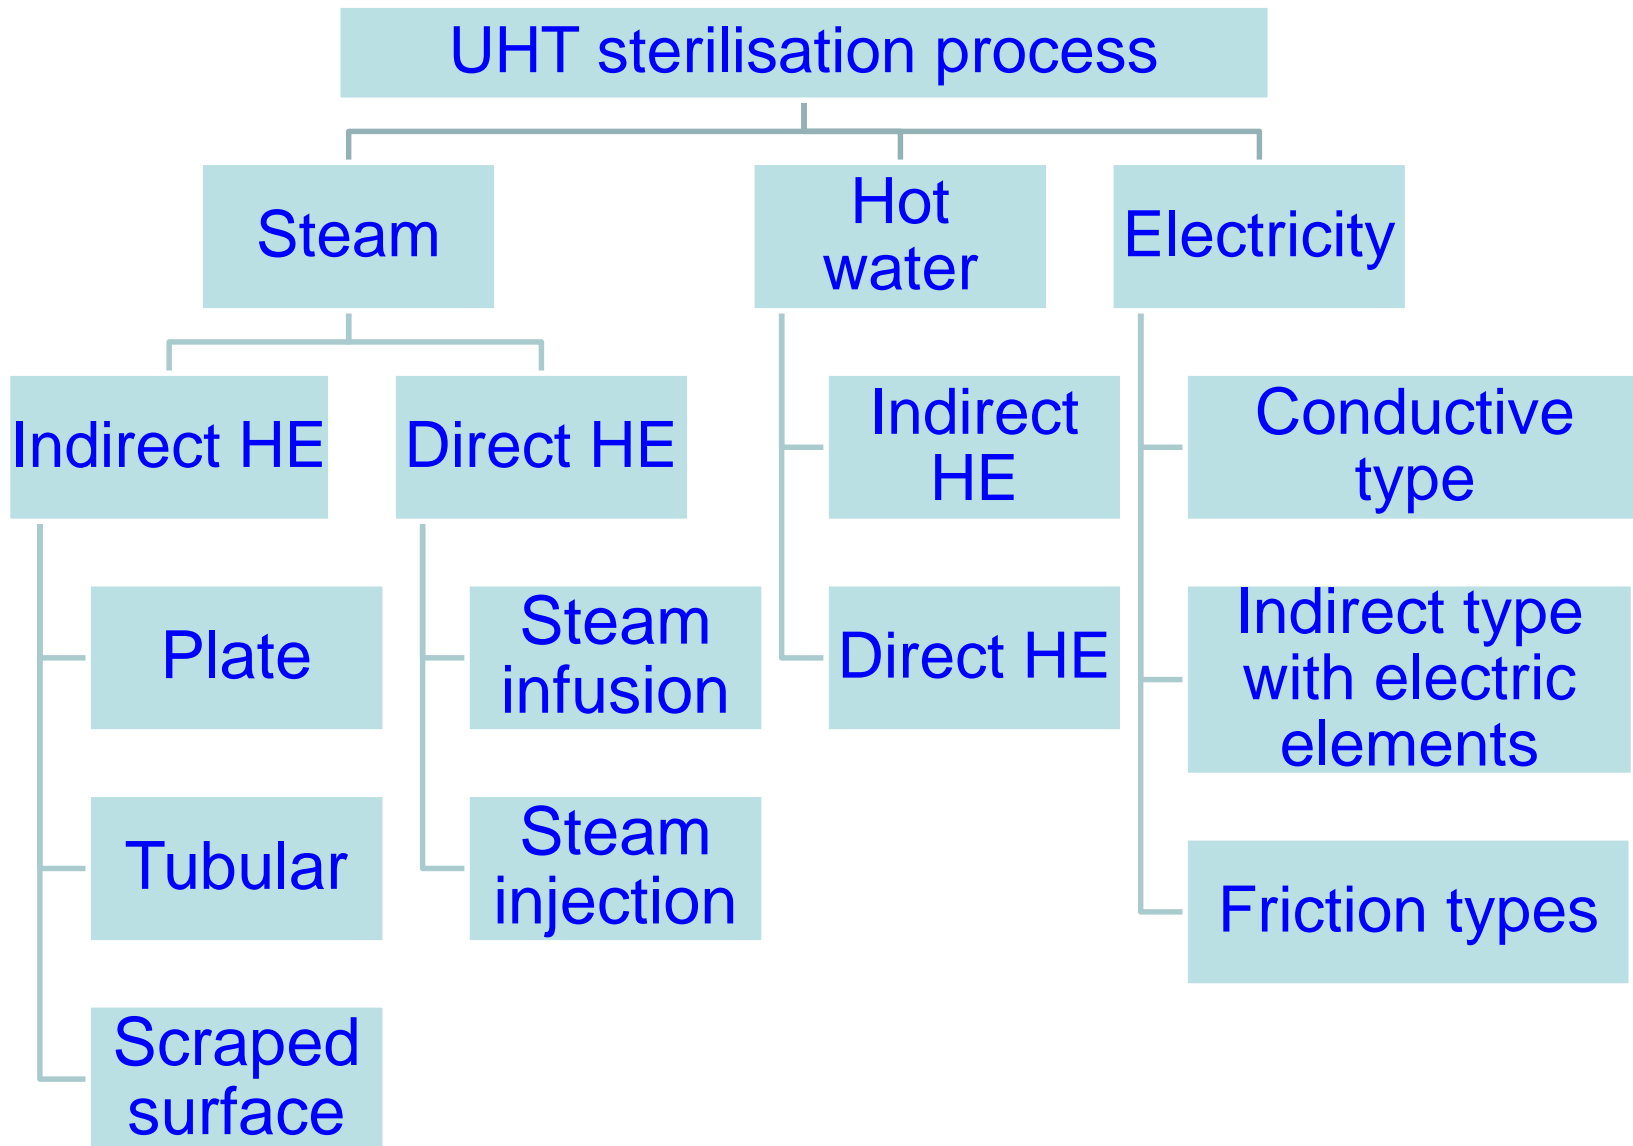 UHT sterilisation process
Steam
Hot
water
Electricity
Indirect HE
Direct HE
Indirect
HE
Conductive
type
Plate
Steam
infusion
Direct HE
Indirect type
with electric
elements
Tubular
Steam
injection
Friction types
Scraped
surface